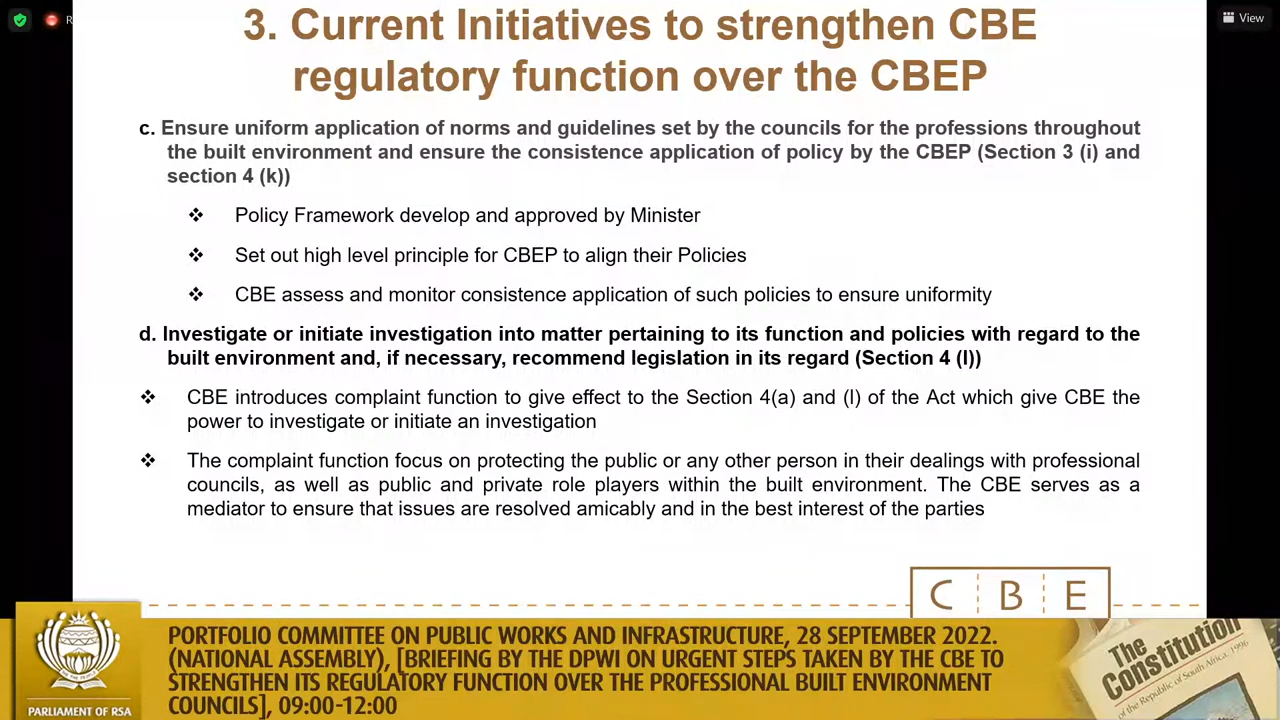 R
View
3. Current Initiatives to strengthen CBE
regulatory function over the CBEP
c. Ensure uniform application of norms and guidelines set by the councils for the professions throughout
the built environment and ensure the consistence application of policy by the CBEP (Section 3 (i) and
section 4 (k))
❖ Policy Framework develop and approved by Minister
❖ Set out high level principle for CBEP to align their Policies
❖ CBE assess and monitor consistence application of such policies to ensure uniformity
d. Investigate or initiate investigation into matter pertaining to its function and policies with regard to the
built environment and, if necessary, recommend legislation in its regard (Section 4 (l))
❖ CBE introduces complaint function to give effect to the Section 4(a) and (l) of the Act which give CBE the
power to investigate or initiate an investigation
❖ The complaint function focus on protecting the public or any other person in their dealings with professional
councils, as well as public and private role players within the built environment. The CBE serves as a
mediator to ensure that issues are resolved amicably and in the best interest of the parties
C B E
PORTFOLIO COMMITTEE ON PUBLIC WORKS AND INFRASTRUCTURE, 28 SEPTEMBER 2022.
(NATIONAL ASSEMBLY), [BRIEFING BY THE DPWI ON URGENT STEPS TAKEN BY THE CBE TO
STRENGTHEN ITS REGULATORY FUNCTION OVER THE PROFESSIONAL BUILT ENVIRONMENT
COUNCILS], 09:00-12:00
PARLIAMENT OF RSA
The
Constitution
of the Republic of South Africa, 1996